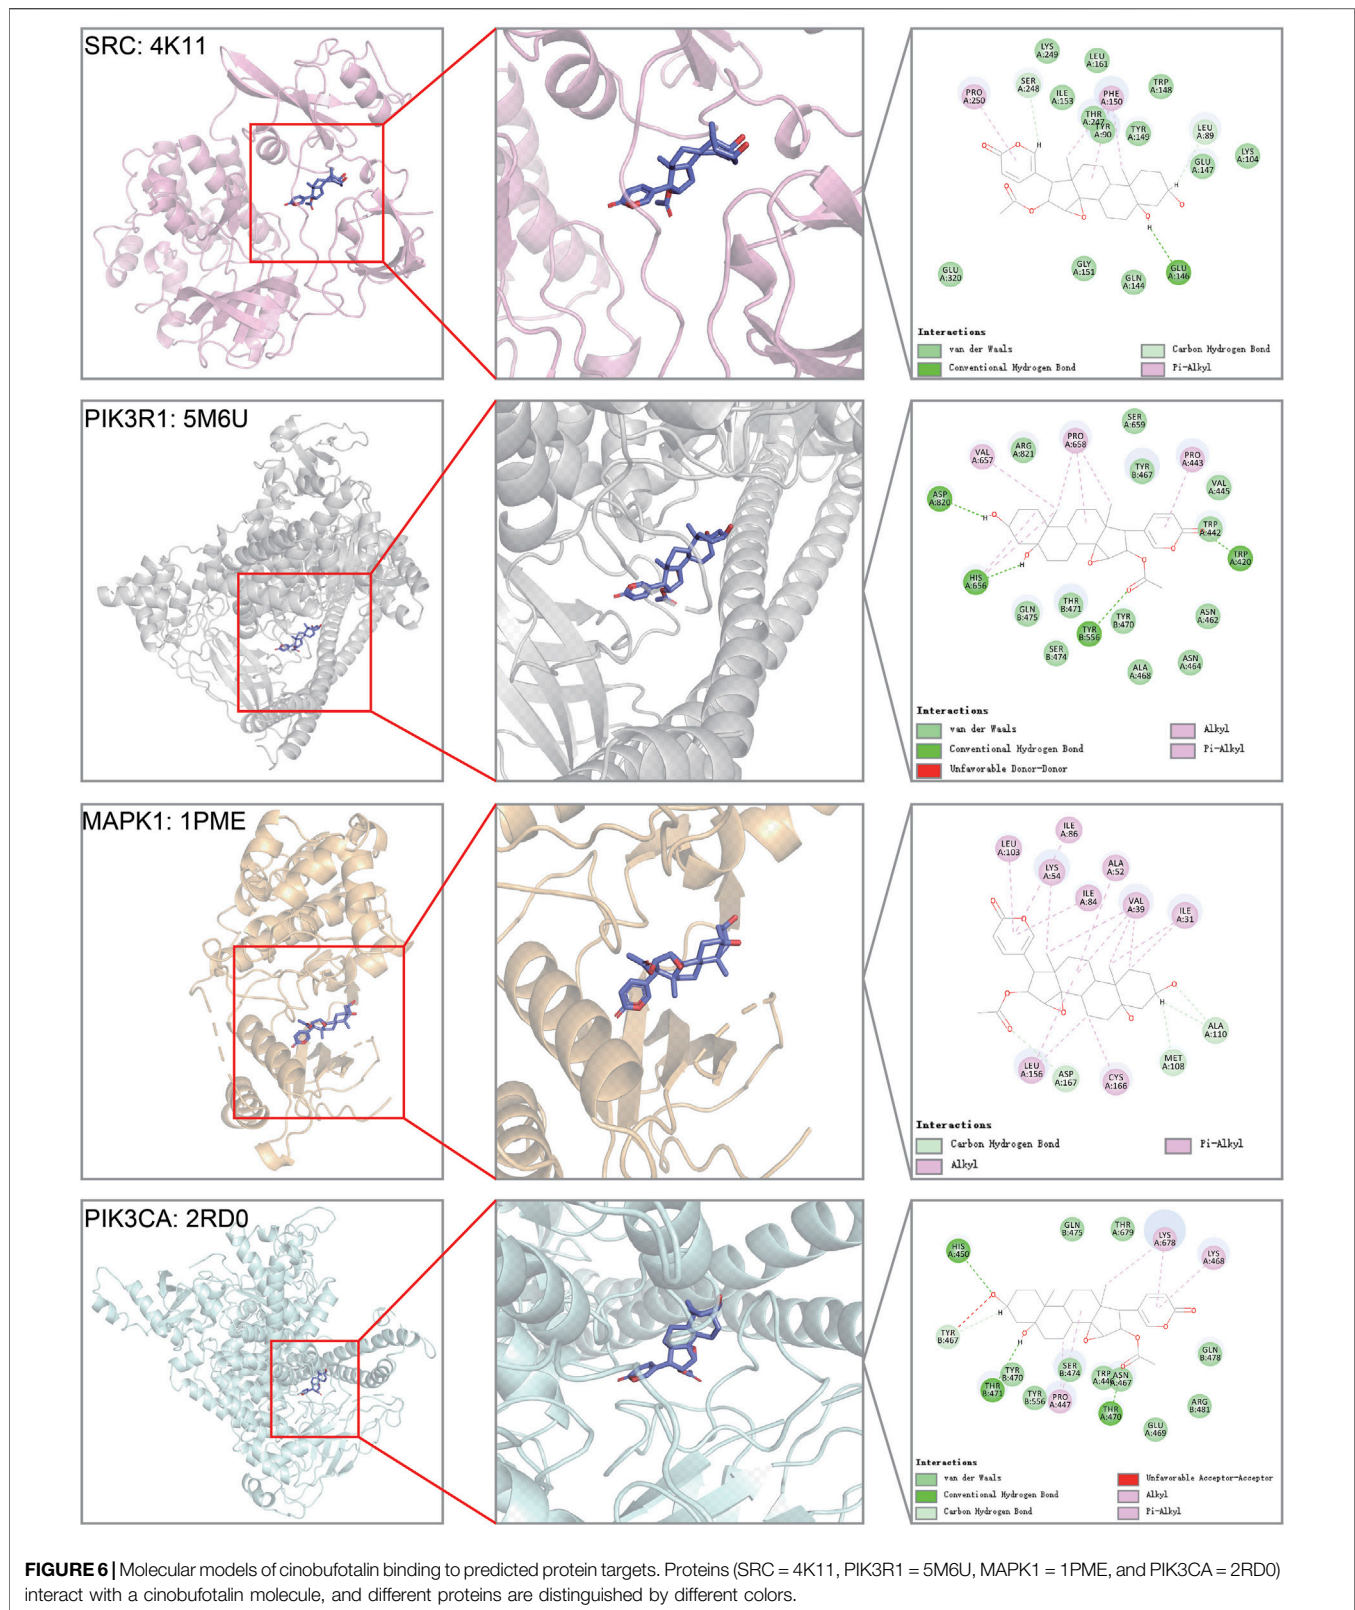 SRC: 4K11
LYS A:249
LEU A:161
SER A:248
ILE A:153
PRO A:250
PHE A:150
TRP A:148
THR A:247
TYR A:90
TYR A:149
LEU A:89
LYS A:104
GLU A:147
GLU A:320
GLY A:151
GLN A:144
GLU A:146
O O H O O O O H O H
Interactions
van der Waals
Carbon Hydrogen Bond
Conventional Hydrogen Bond
Pi-Alkyl
PIK3R1: 5M6U
SER A:659
PRO A:658
ARG A:821
VAL A:657
TYR B:467
PRO A:443
VAL A:445
ASP A:820
TRP A:442
TRP A:420
HIS A:656
GLN B:475
THR B:471
TYR B:556
TYR B:470
ASN A:462
SER B:474
ALA A:468
ASN A:464
Interactions
van der Waals
Alkyl
Conventional Hydrogen Bond
Pi-Alkyl
Unfavorable Donor-Donor
MAPK1: 1PME
ILE A:86
LEU A:103
LYS A:54
ALA A:52
ILE A:84
VAL A:39
ILE A:31
ALA A:110
MET A:108
LEU A:156
ASP A:167
CYS A:166
Interactions
Carbon Hydrogen Bond
Pi-Alkyl
Alkyl
PIK3CA: 2RD0
GLN B:475
THR A:679
LYS A:678
HIS A:450
LYS A:468
TYR B:467
GLN B:478
TYR B:470
SER B:474
TRP A:446
ASN A:467
THR B:471
TYR B:556
PRO A:447
THR A:470
ARG B:481
GLU A:469
Interactions
van der Waals
Unfavorable Acceptor-Acceptor
Conventional Hydrogen Bond
Alkyl
Carbon Hydrogen Bond
Pi-Alkyl
FIGURE 6 | Molecular models of cinobufotalin binding to predicted protein targets. Proteins (SRC = 4K11, PIK3R1 = 5M6U, MAPK1 = 1PME, and PIK3CA = 2RD0)
interact with a cinobufotalin molecule, and different proteins are distinguished by different colors.